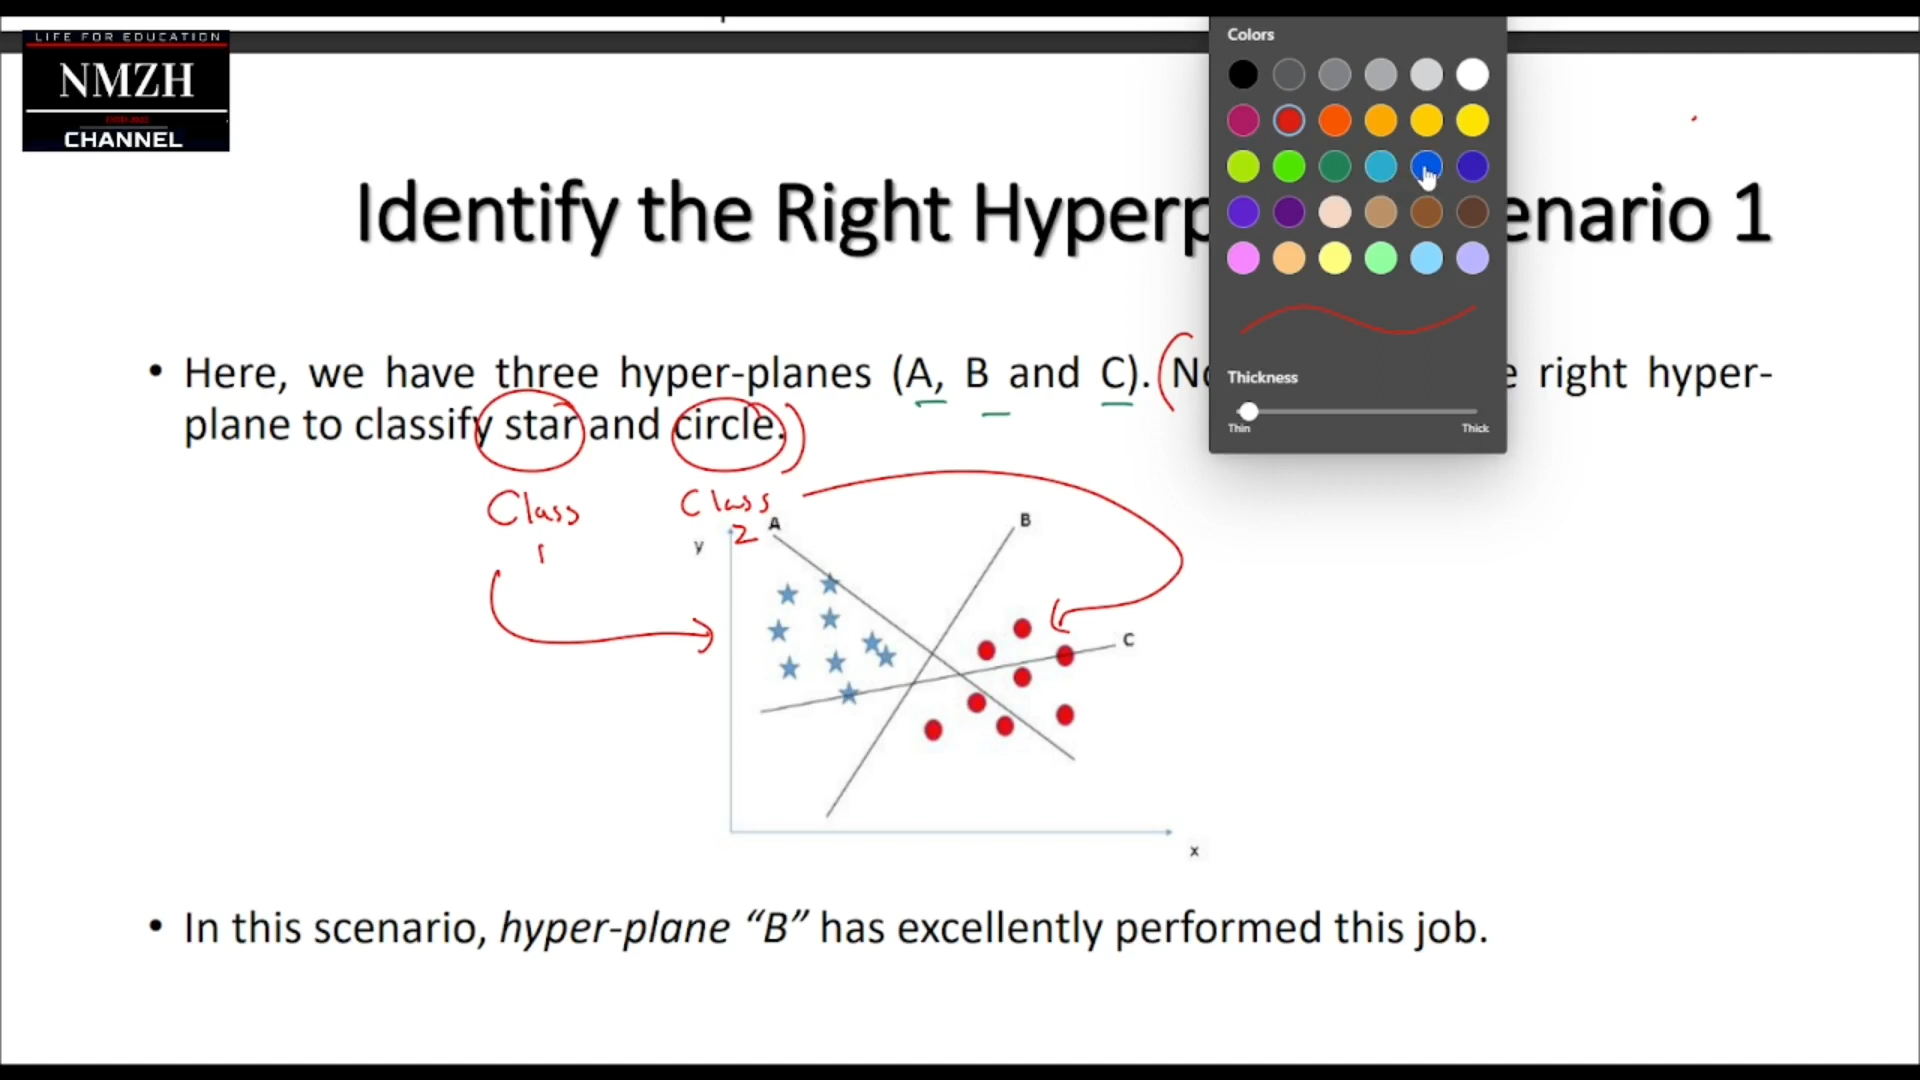 LIFE FOR EDUCATION
NMZH
CHANNEL
Colors
Identify the Right Hyperp enario 1
Here, we have three hyper-planes (A, B and C). No e right hyper-
plane to classify star and circle.
Thickness
Thin Thick
Class
1
Class
2
A
B
y
C
x
In this scenario, hyper-plane “B” has excellently performed this job.